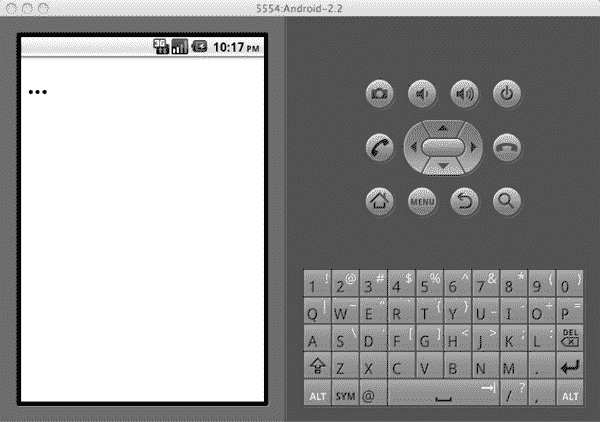 5554:Android-2.2
3G 10:17 PM
...
MENU
1 ! 2 @ 3 # 4 $ 5 % 6 ^ 7 & 8 * 9 ( 0 )
Q | W ~ E " R ` T { Y } U _ I - O + P =
A S \ D ' F [ G ] H < J > K ; L : DEL
Z X C V B N M .
ALT SYM @ / ? , ALT